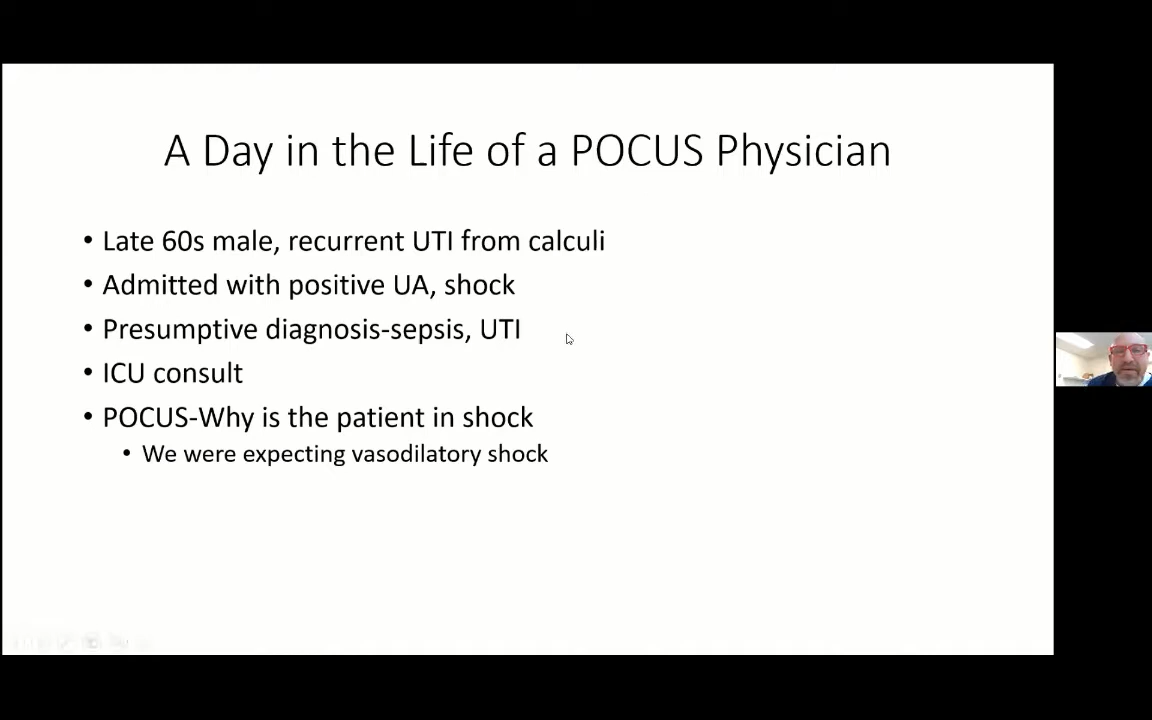 A Day in the Life of a POCUS Physician
• Late 60s male, recurrent UTI from calculi
• Admitted with positive UA, shock
• Presumptive diagnosis-sepsis, UTI
• ICU consult
• POCUS-Why is the patient in shock
• We were expecting vasodilatory shock